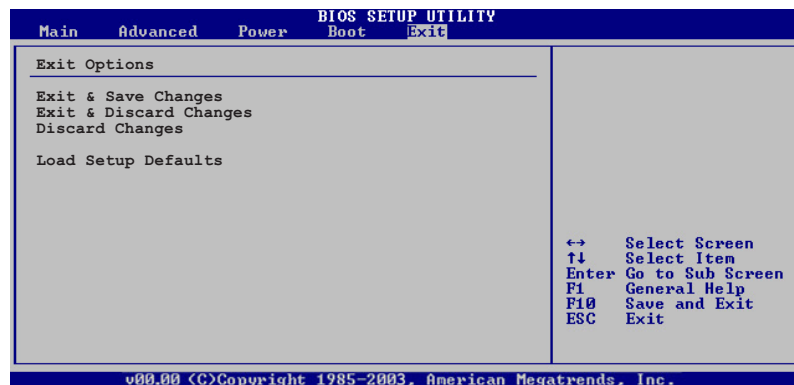 BIOS SETUP UTILITY
Main Advanced Power Boot Exit
Exit Options
Exit & Save Changes
Exit & Discard Changes
Discard Changes
Load Setup Defaults
←→ Select Screen
↑↓ Select Item
Enter Go to Sub Screen
F1 General Help
F10 Save and Exit
ESC Exit
v00.00 (C)Copyright 1985-2003, American Megatrends, Inc.